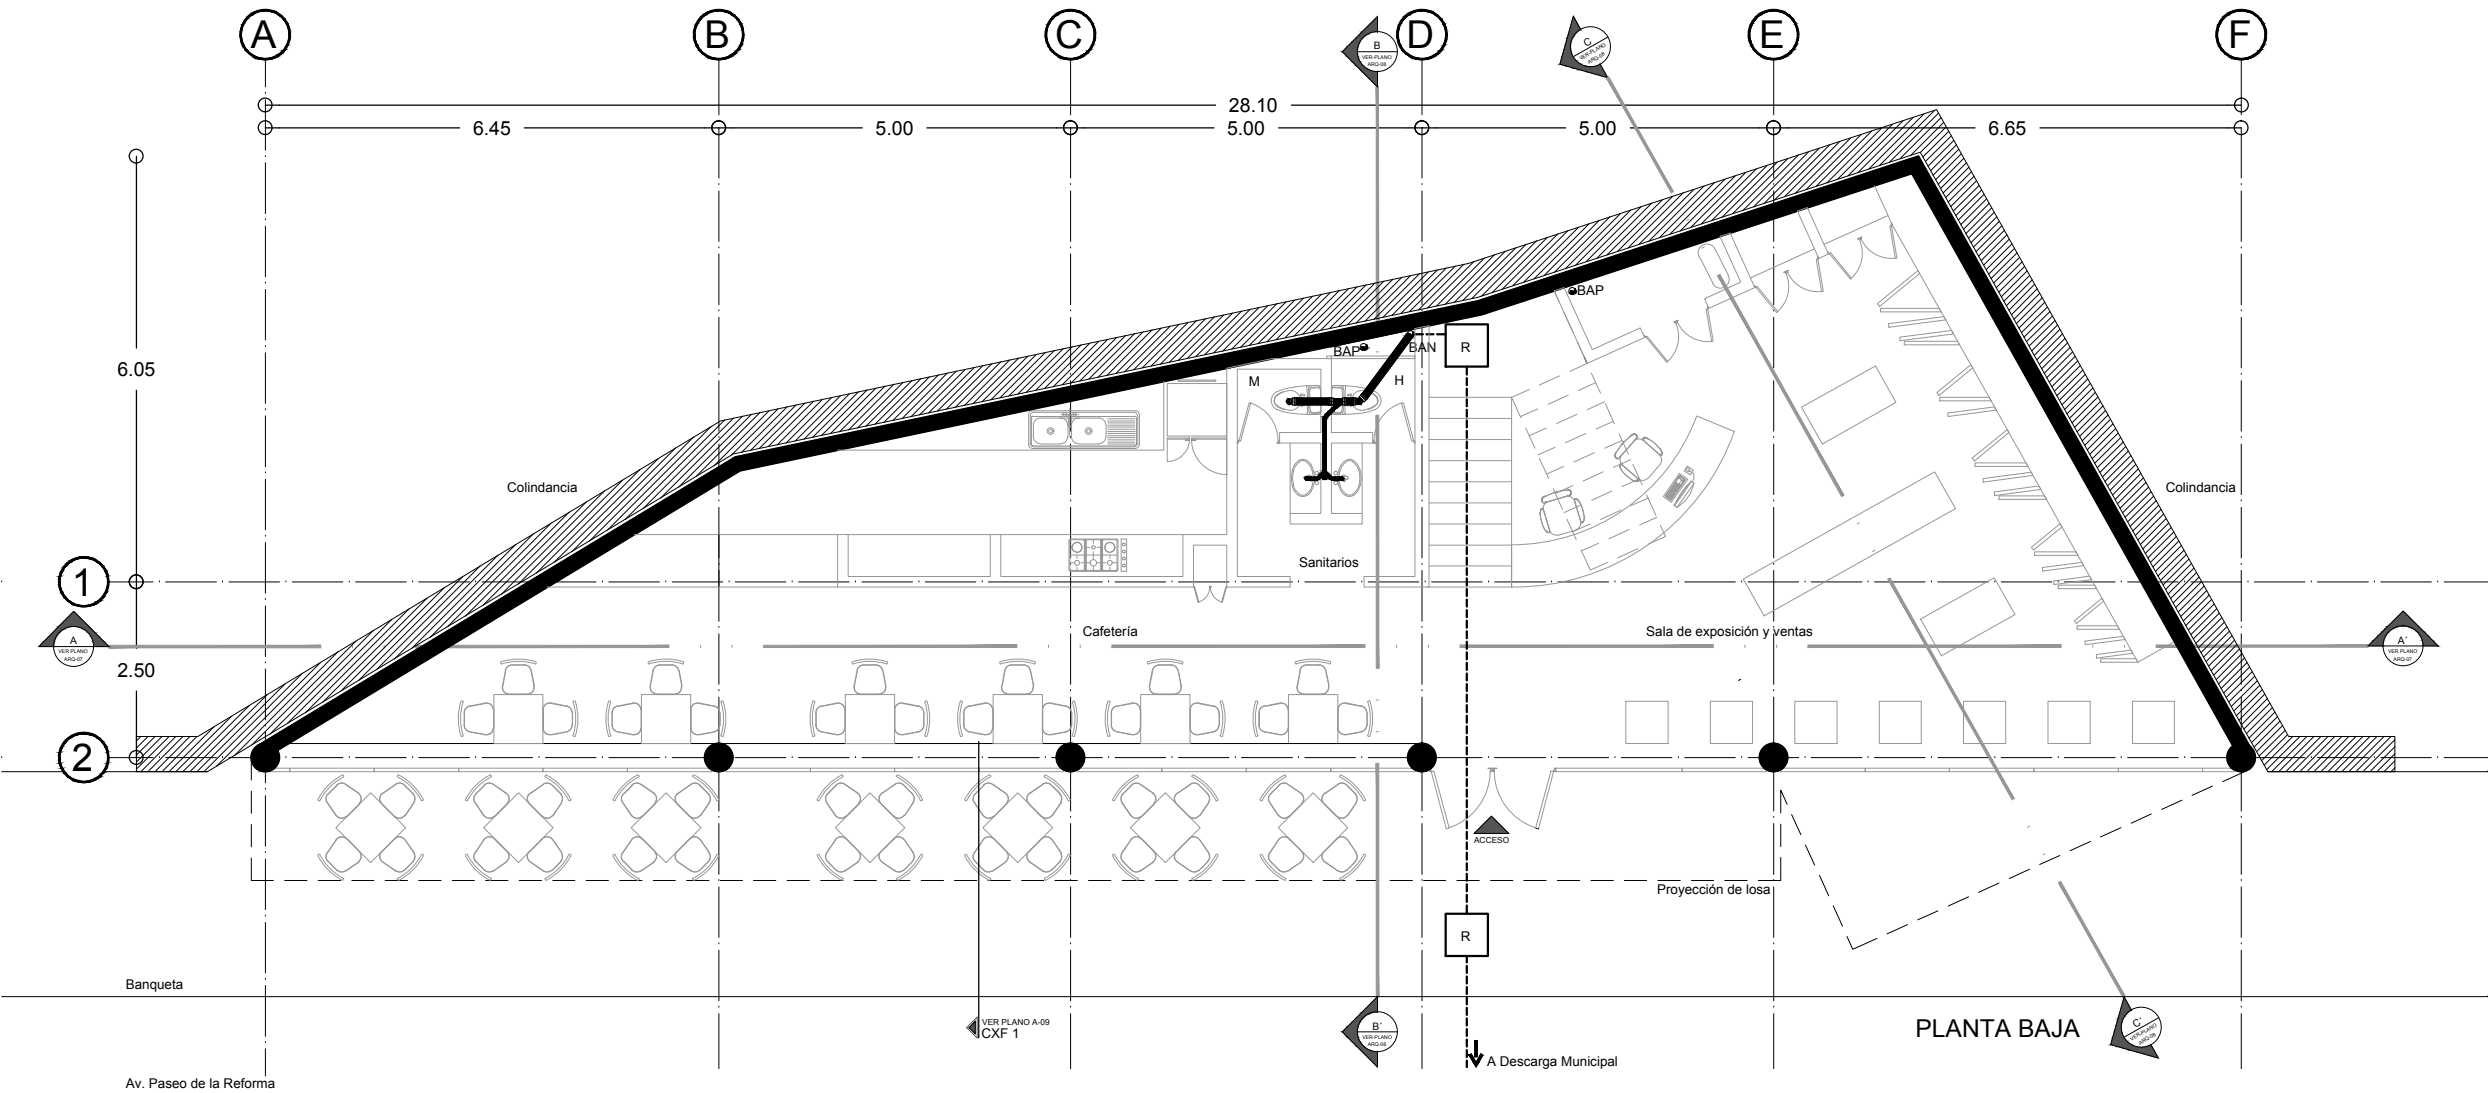 A
B
C
D
E
F
B
VER-PLANO
ARQ-08
C
VER-PLANO
ARQ-08
28.10
6.45
5.00
5.00
5.00
6.65
6.05
2.50
1
2
BAP
BAP
BAN
R
M
H
Colindancia
Colindancia
Sanitarios
Cafetería
Sala de exposición y ventas
A
VER PLANO
ARQ-07
A´
VER PLANO
ARQ-07
ACCESO
Proyección de losa
R
Banqueta
VER PLANO A-09
CXF 1
B´
VER-PLANO
ARQ-08
PLANTA BAJA
C´
VER-PLANO
ARQ-08
A Descarga Municipal
Av. Paseo de la Reforma